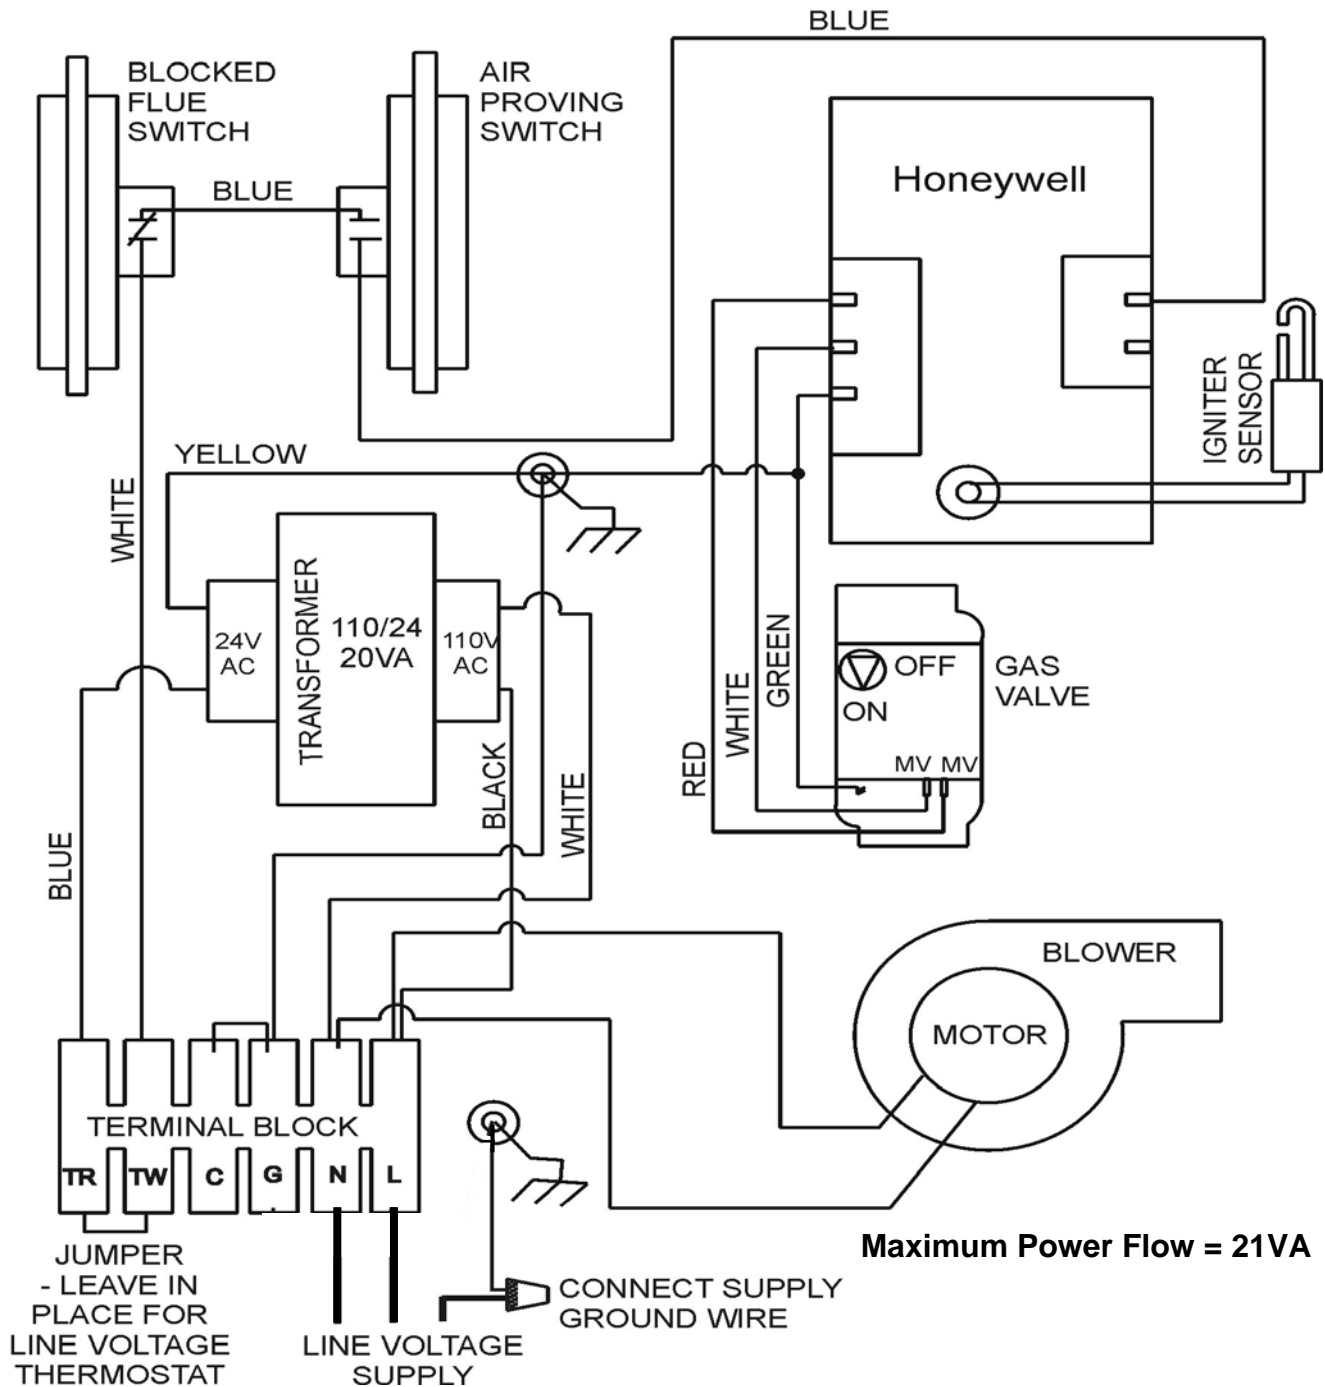 BLUE
BLOCKED
FLUE
SWITCH
AIR
PROVING
SWITCH
BLUE
Honeywell
IGNITER
SENSOR
YELLOW
WHITE
TRANSFORMER
110/24
20VA
24V
AC
110V
AC
GREEN
WHITE
RED
OFF
ON
GAS
VALVE
MV MV
BLACK
WHITE
BLUE
BLOWER
MOTOR
TERMINAL BLOCK
TR TW C G N L
Maximum Power Flow = 21VA
JUMPER
- LEAVE IN
PLACE FOR
LINE VOLTAGE
THERMOSTAT
LINE VOLTAGE
SUPPLY
CONNECT SUPPLY
GROUND WIRE